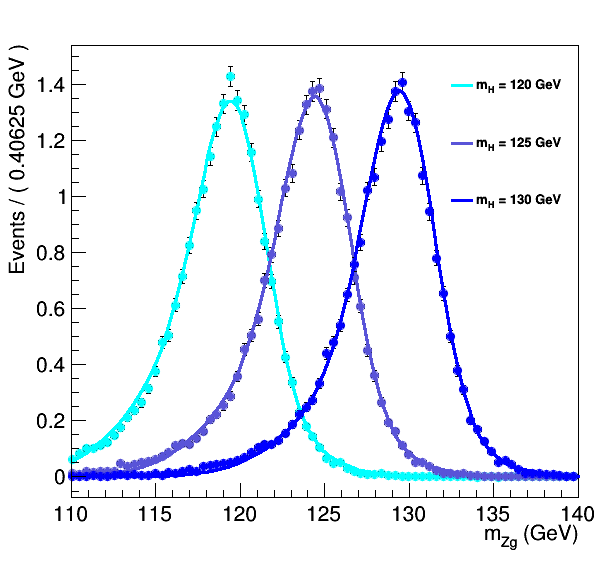 Events / ( 0.40625 GeV )
1.4
1.2
1
0.8
0.6
0.4
0.2
0
m_H = 120 GeV
m_H = 125 GeV
m_H = 130 GeV
110 115 120 125 130 135 140
m_Zg (GeV)